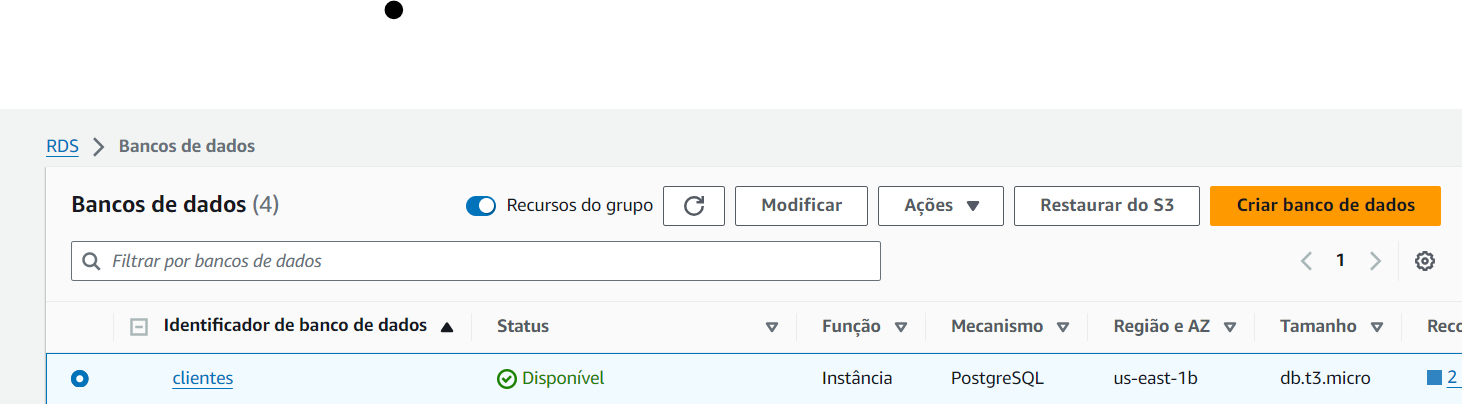 RDS > Bancos de dados
Bancos de dados (4) Recursos do grupo Modificar Ações Restaurar do S3 Criar banco de dados
Filtrar por bancos de dados 1
Identificador de banco de dados Status Função Mecanismo Região e AZ Tamanho
clientes Disponível Instância PostgreSQL us-east-1b db.t3.micro 2